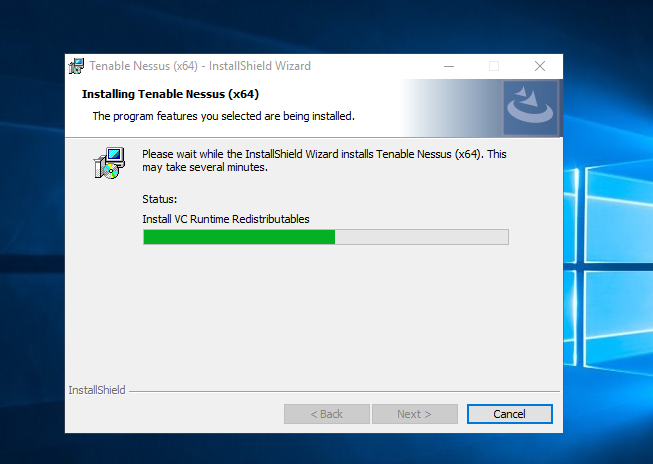 Tenable Nessus (x64) - InstallShield Wizard
Installing Tenable Nessus (x64)
The program features you selected are being installed.
Please wait while the InstallShield Wizard installs Tenable Nessus (x64). This
may take several minutes.
Status:
Install VC Runtime Redistributables
InstallShield
< Back
Next >
Cancel